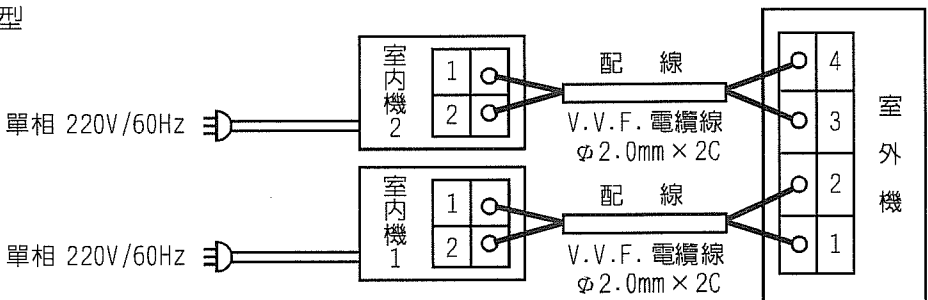 型
單相 220V/60Hz
室內機2
1
2
配 線
V.V.F. 電纜線
φ2.0mm × 2C
4
3
2
1
室外機
單相 220V/60Hz
室內機1
1
2
配 線
V.V.F. 電纜線
φ2.0mm × 2C